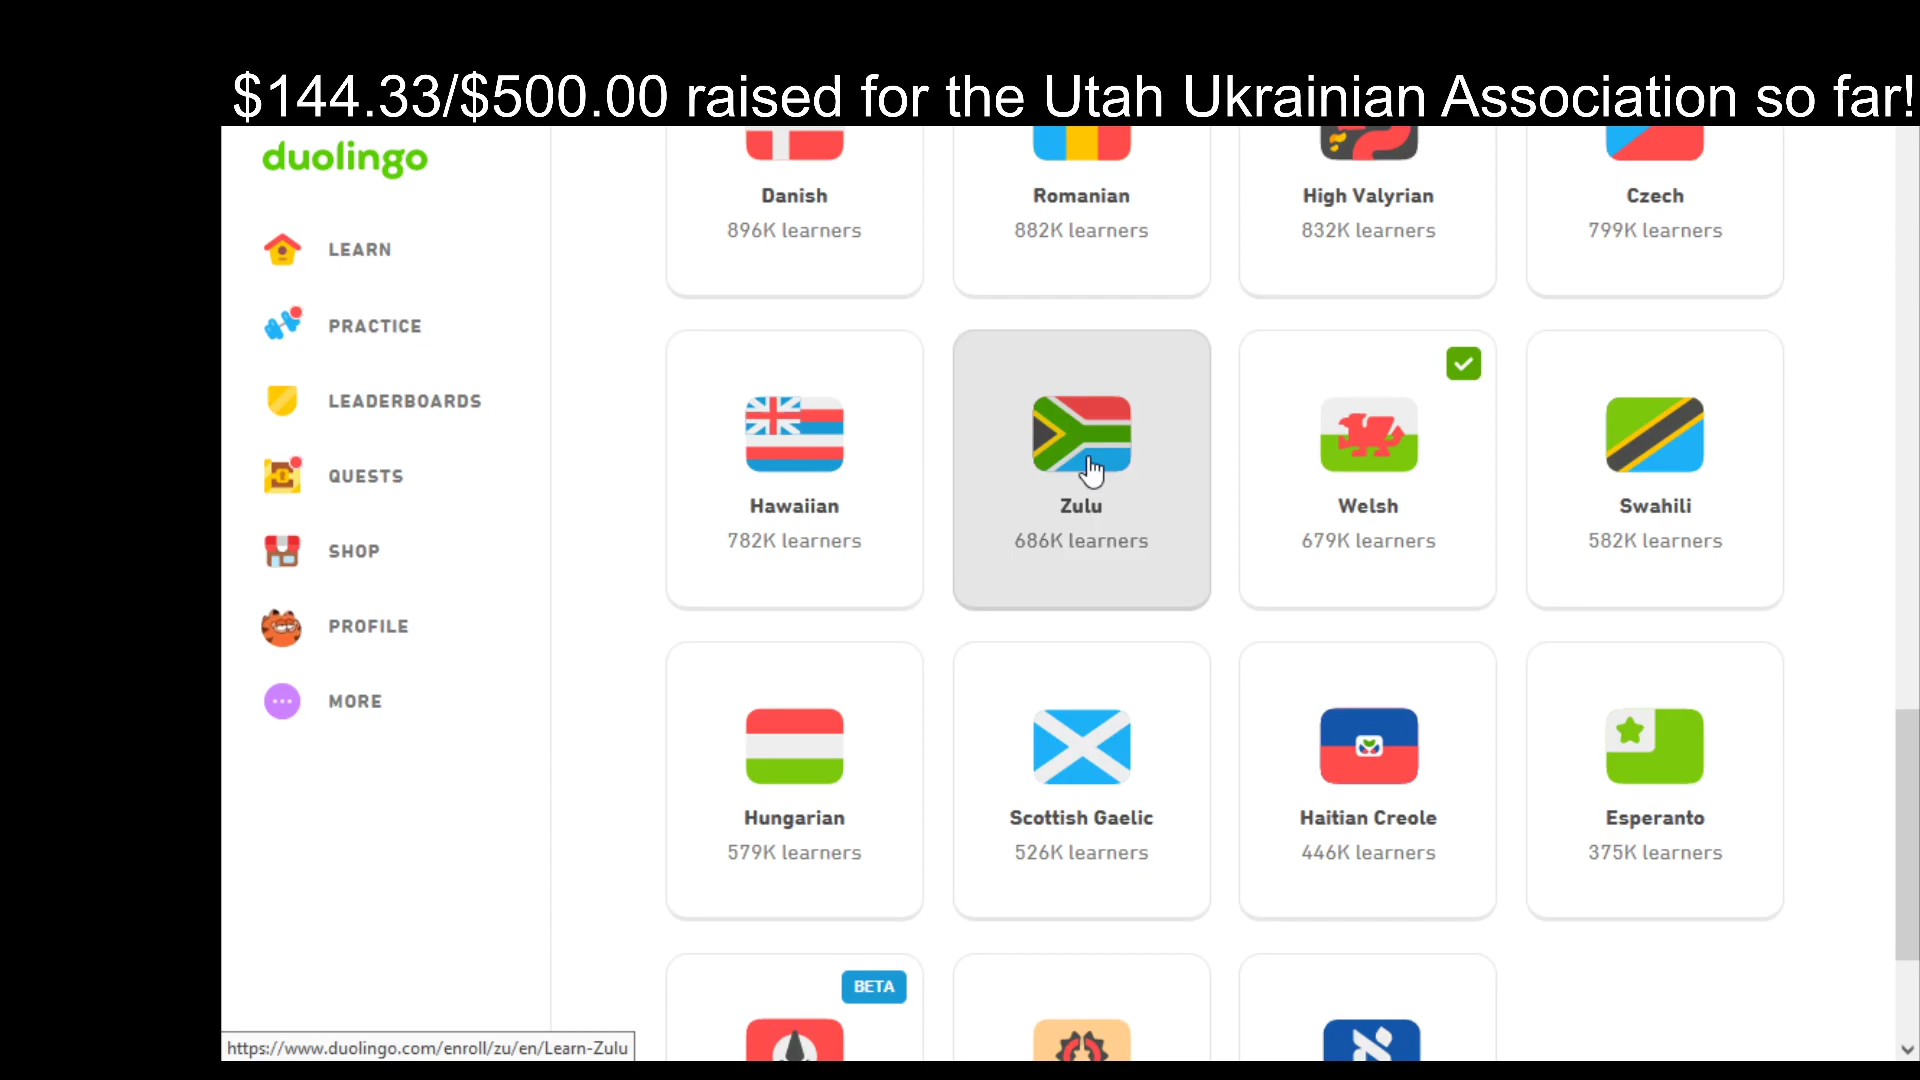 $144.33/$500.00 raised for the Utah Ukrainian Association so far!
duolingo
LEARN
PRACTICE
LEADERBOARDS
QUESTS
SHOP
PROFILE
MORE
Danish
896K learners
Romanian
882K learners
High Valyrian
832K learners
Czech
799K learners
Hawaiian
782K learners
Zulu
686K learners
Welsh
679K learners
Swahili
582K learners
Hungarian
579K learners
Scottish Gaelic
526K learners
Haitian Creole
446K learners
Esperanto
375K learners
BETA
https://www.duolingo.com/enroll/zu/en/Learn-Zulu